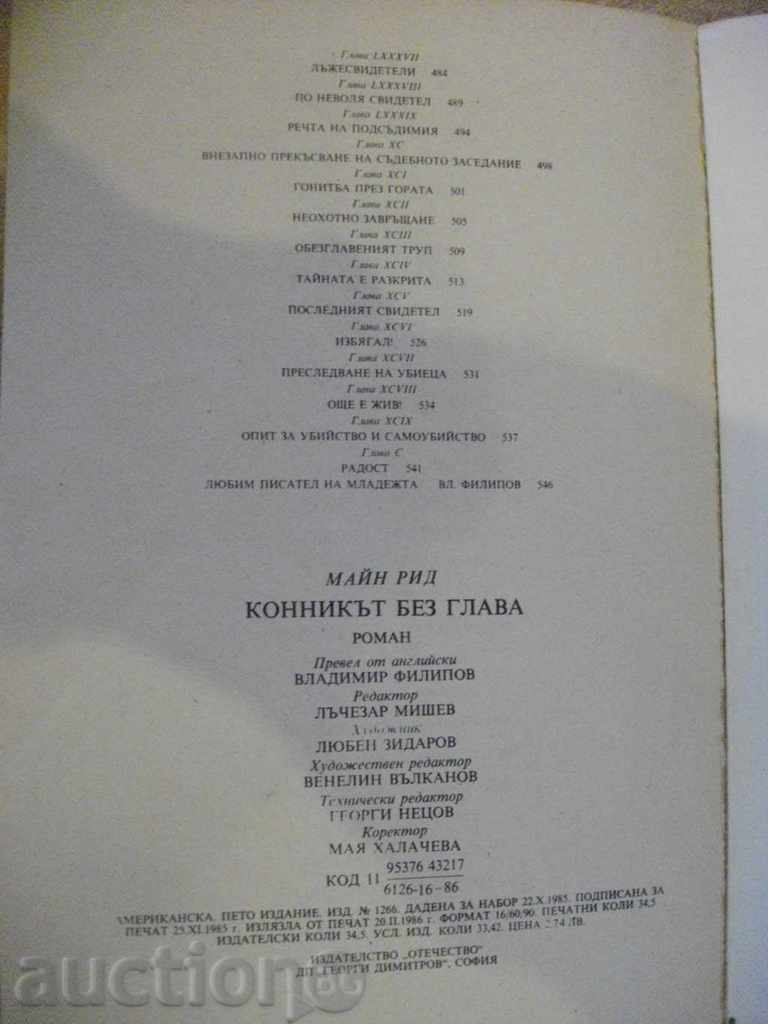 Глава LXXXVII
ЛЪЖЕСВИДЕТЕЛИ 484
Глава LXXXVIII
ПО НЕВОЛЯ СВИДЕТЕЛ 489
Глава LXXXIX
РЕЧТА НА ПОДСЪДИМИЯ 494
Глава XC
ВНЕЗАПНО ПРЕКЪСВАНЕ НА СЪДЕБНОТО ЗАСЕДАНИЕ 498
Глава XCI
ГОНИТБА ПРЕЗ ГОРАТА 501
Глава XCII
НЕОХОТНО ЗАВРЪЩАНЕ 505
Глава XCIII
ОБЕЗГЛАВЕНИЯТ ТРУП 509
Глава XCIV
ТАЙНАТА Е РАЗКРИТА 513
Глава XCV
ПОСЛЕДНИЯТ СВИДЕТЕЛ 519
Глава XCVI
ИЗБЯГАЛ! 526
Глава XCVII
ПРЕСЛЕДВАНЕ НА УБИЕЦА 531
Глава XCVIII
ОЩЕ Е ЖИВ! 534
Глава XCIX
ОПИТ ЗА УБИЙСТВО И САМОУБИЙСТВО 537
Глава C
РАДОСТ 541
ЛЮБИМ ПИСАТЕЛ НА МЛАДЕЖТА ВЛ. ФИЛИПОВ 546
МАЙН РИД
КОННИКЪТ БЕЗ ГЛАВА
РОМАН
Превел от английски
ВЛАДИМИР ФИЛИПОВ
Редактор
ЛЪЧЕЗАР МИШЕВ
Художник
ЛЮБЕН ЗИДАРОВ
Художествен редактор
ВЕНЕЛИН ВЪЛКАНОВ
Технически редактор
ГЕОРГИ НЕЦОВ
Коректор
МАЯ ХАЛАЧЕВА
КОД 11 95376 43217
6126-16-86
АМЕРИКАНСКА. ПЕТО ИЗДАНИЕ. ИЗД. № 1266. ДАДЕНА ЗА НАБОР 22.X.1985. ПОДПИСАНА ЗА
ПЕЧАТ 25.XI.1985 г. ИЗЛЯЗЛА ОТ ПЕЧАТ 20.II.1986 г. ФОРМАТ 16/60/90. ПЕЧАТНИ КОЛИ 34,5
ИЗДАТЕЛСКИ КОЛИ 34,5. УСЛ. ИЗД. КОЛИ 33,42. ЦЕНА 2,74 ЛВ.
ИЗДАТЕЛСТВО „ОТЕЧЕСТВО"
ДП „ГЕОРГИ ДИМИТРОВ", СОФИЯ
auction